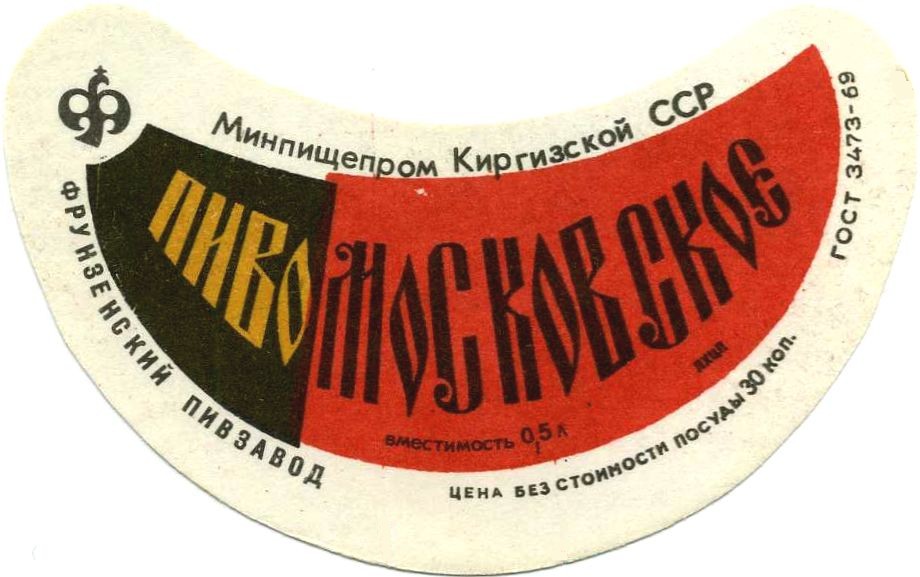 Минпищепром Киргизской ССР
ПИВО
МОСКОВСКОЕ
ФРУНЗЕНСКИЙ ПИВЗАВОД
вместимость 0,5 л
ЦЕНА БЕЗ СТОИМОСТИ ПОСУДЫ 30 коп.
ГОСТ 3473-69